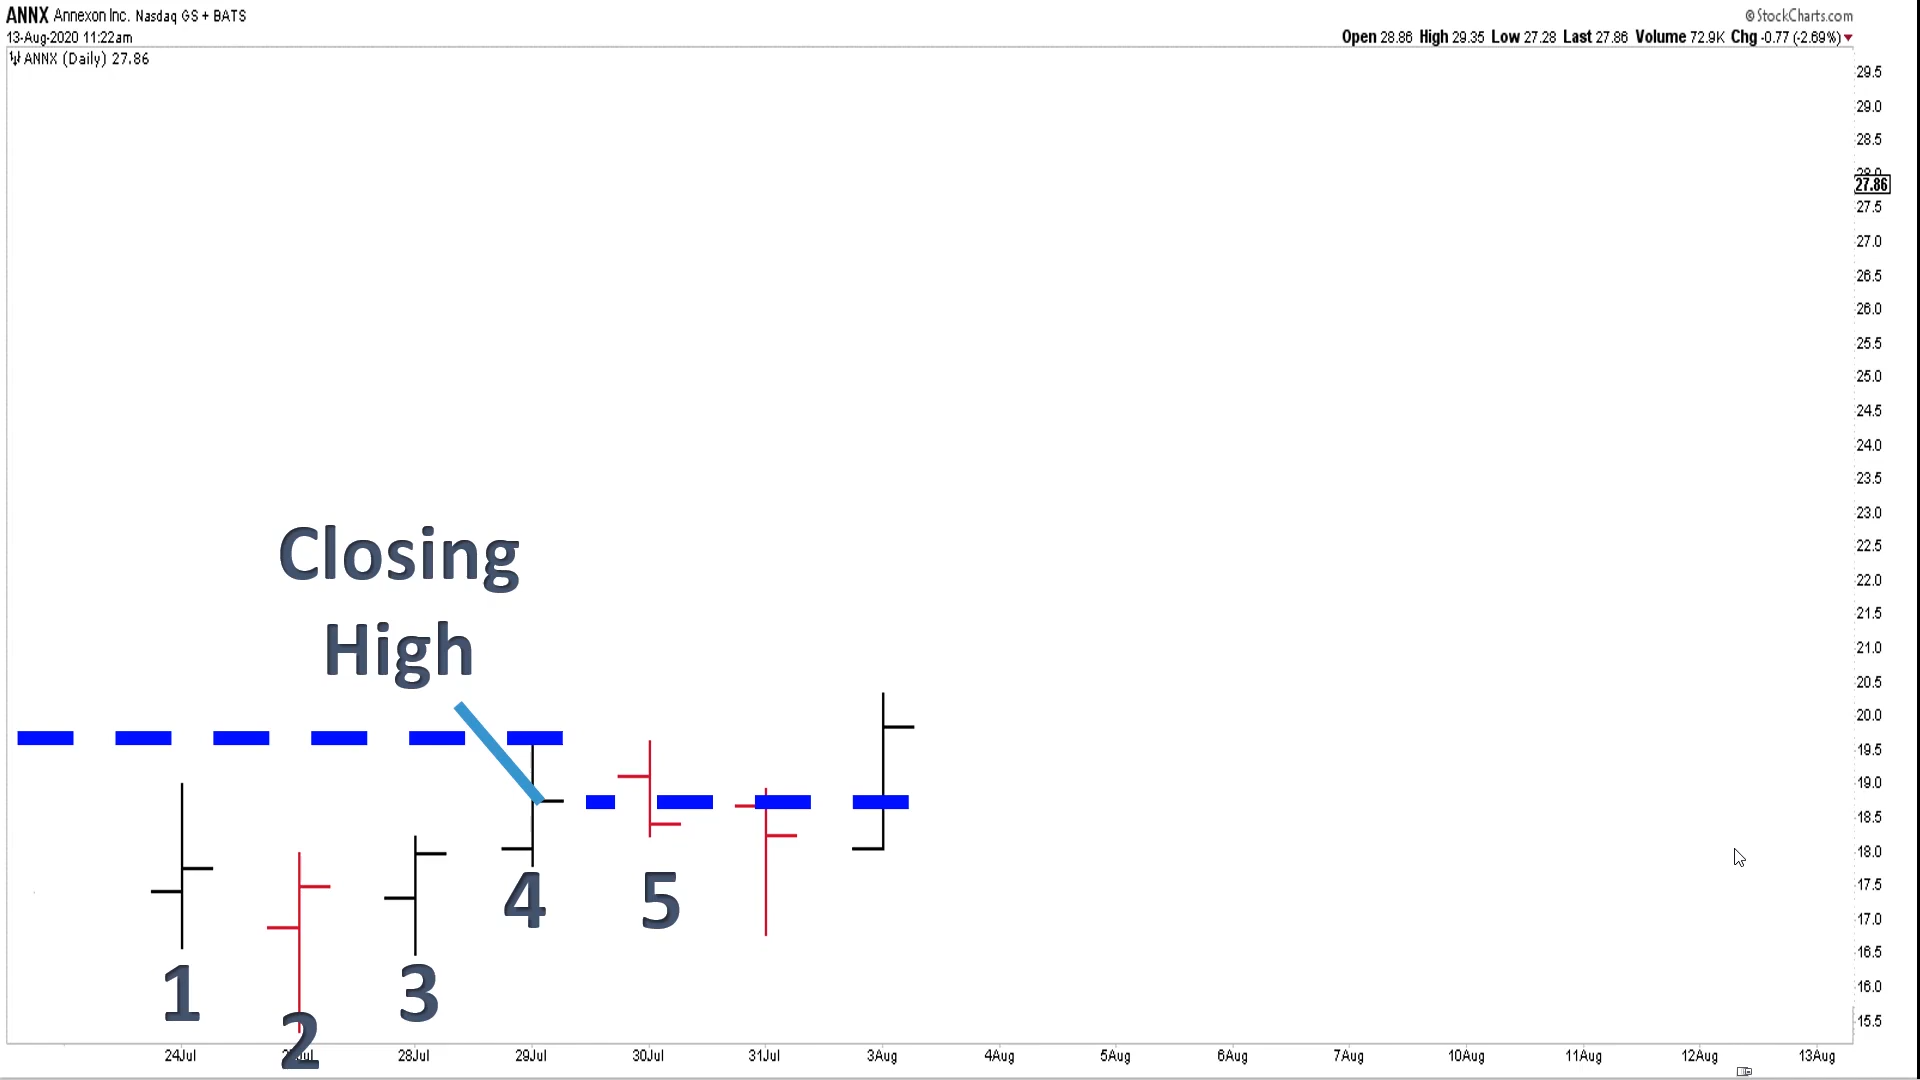 ANNX Annexon Inc. Nasdaq GS + BATS
© StockCharts.com
13-Aug-2020 11:22am
Open 28.86 High 29.35 Low 27.28 Last 27.86 Volume 72.9K Chg -0.77 (-2.69%)
ANNX (Daily) 27.86
29.5
29.0
28.5
28.0
27.86
27.5
27.0
26.5
26.0
25.5
25.0
24.5
24.0
23.5
23.0
22.5
22.0
21.5
21.0
20.5
20.0
19.5
19.0
18.5
18.0
17.5
17.0
16.5
16.0
15.5
Closing
High
4
5
1
3
2
24Jul
28Jul
29Jul
30Jul
31Jul
3Aug
4Aug
5Aug
6Aug
7Aug
10Aug
11Aug
12Aug
13Aug